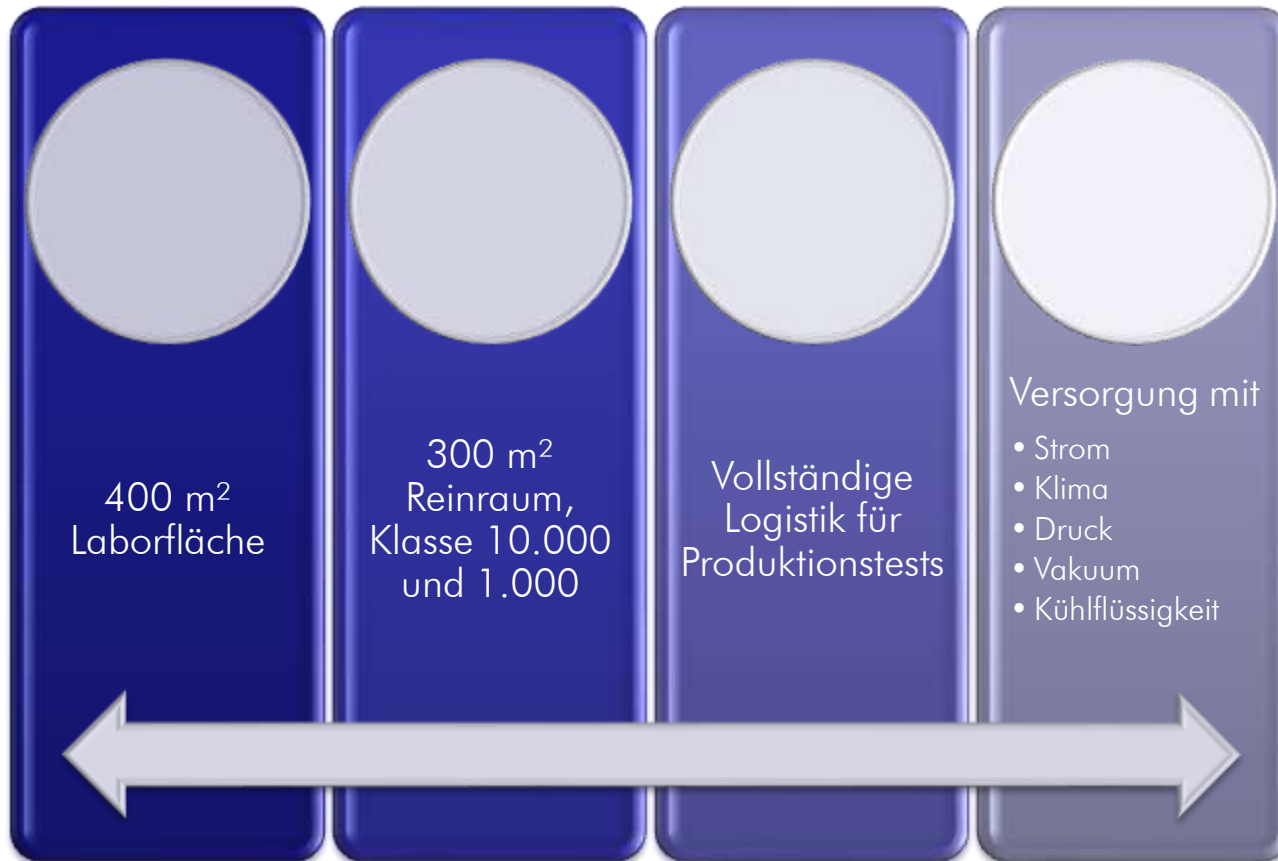 400 m²
Laborfläche
300 m²
Reinraum,
Klasse 10.000
und 1.000
Vollständige
Logistik für
Produktionstests
Versorgung mit
• Strom
• Klima
• Druck
• Vakuum
• Kühlflüssigkeit